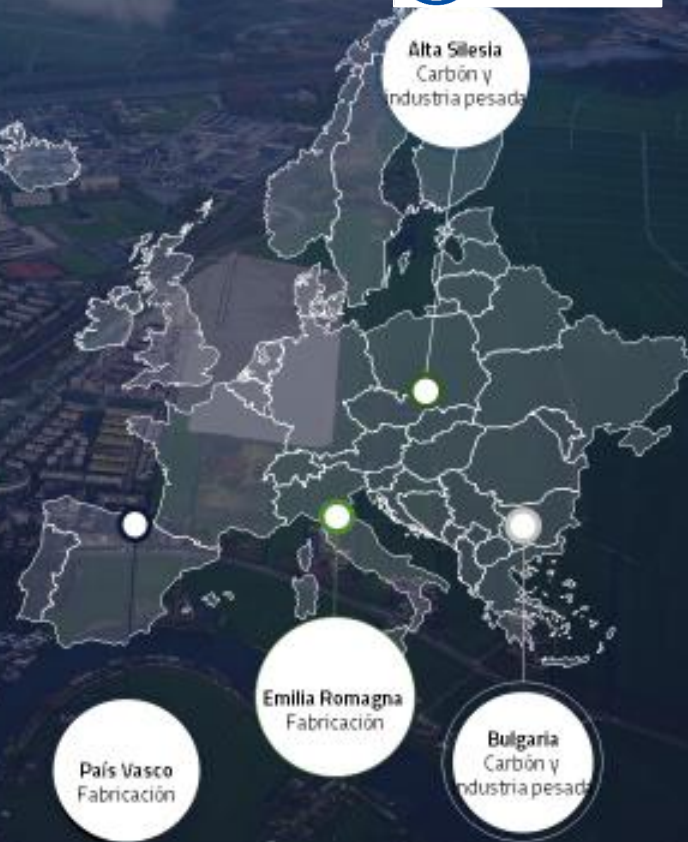 Alta Silesia
Carbón y
industria pesada
Emilia Romagna
Fabricación
País Vasco
Fabricación
Bulgaria
Carbón y
industria pesada